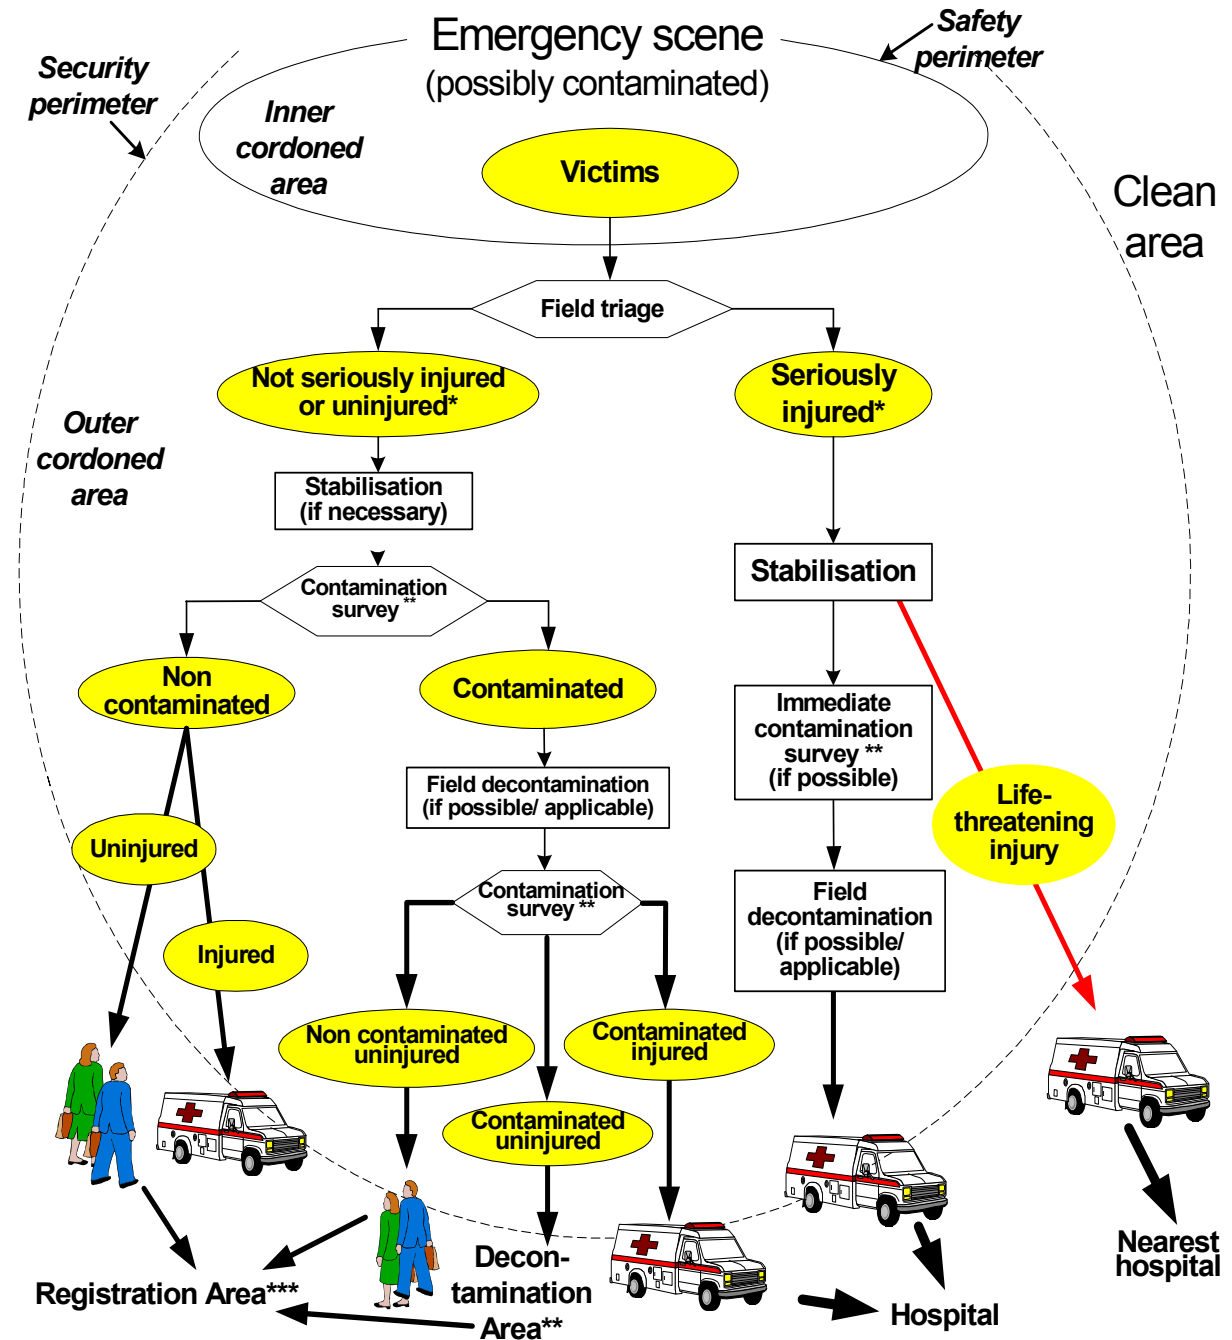 Emergency scene
(possibly contaminated)
Safety
perimeter
Security
perimeter
Inner
cordoned
area
Victims
Clean
area
Field triage
Not seriously injured
or uninjured*
Seriously
injured*
Outer
cordoned
area
Stabilisation
(if necessary)
Stabilisation
Contamination
survey **
Non
contaminated
Contaminated
Immediate
contamination
survey **
(if possible)
Field decontamination
(if possible/ applicable)
Life-
threatening
injury
Uninjured
Contamination
survey **
Field
decontamination
(if possible/
applicable)
Injured
Non contaminated
uninjured
Contaminated
injured
Contaminated
uninjured
Registration Area***
Decon-
tamination
Area**
Hospital
Nearest
hospital